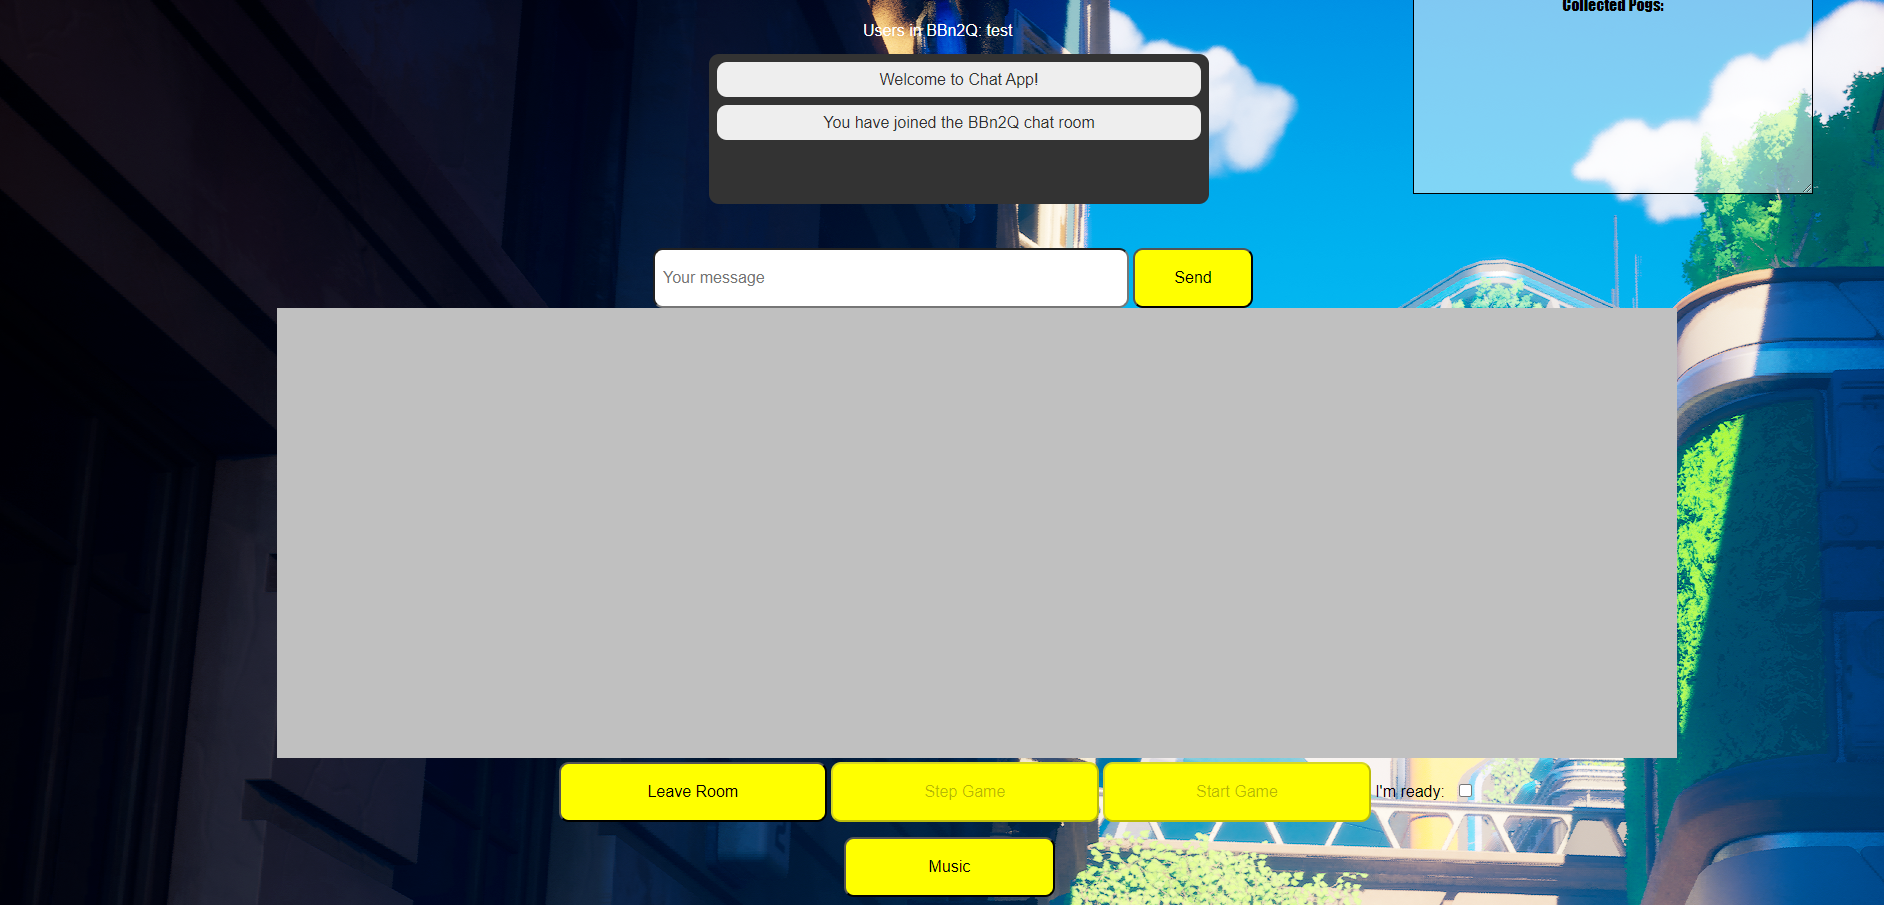 Collected Pogs:
Users in BBn2Q: test
Welcome to Chat App!
You have joined the BBn2Q chat room
Your message
Send
Leave Room
Step Game
Start Game
I'm ready:
Music